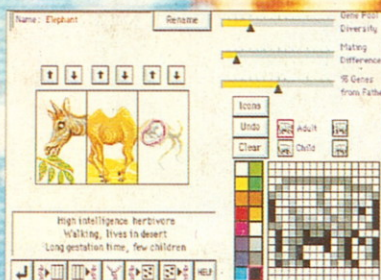 Name: Elephant
Rename
Gene Pool
Diversity
Mating
Difference
% Genes
from Fathe
Icons
Undo
Clear
Adult
Child
High intelligence herbivore
Walking, lives in desert
Long gestation time, few children
HELP